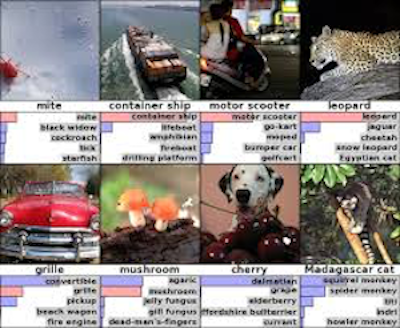 mite
container ship
motor scooter
leopard
mite
black widow
cockroach
tick
starfish
container ship
lifeboat
amphibian
fireboat
drilling platform
motor scooter
go-kart
moped
bumper car
golfcart
leopard
jaguar
cheetah
snow leopard
Egyptian cat
grille
mushroom
cherry
Madagascar cat
convertible
grille
pickup
beach wagon
fire engine
agaric
mushroom
jelly fungus
gill fungus
dead-man's-fingers
dalmatian
grape
elderberry
ffordshire bullterrier
currant
squirrel monkey
spider monkey
titi
indri
howler monkey